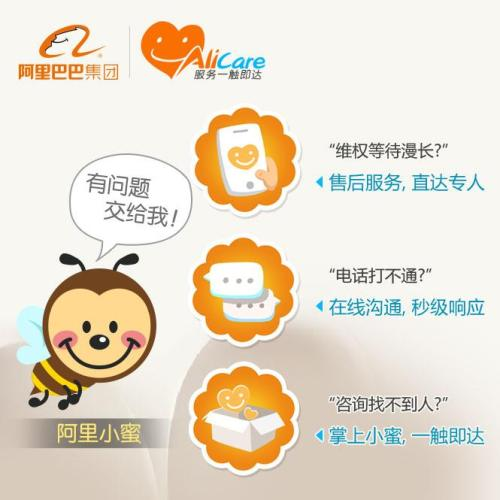 阿里巴巴集团
AliCare
服务一触即达
有问题
交给我！
“维权等待漫长?”
售后服务, 直达专人
“电话打不通?”
在线沟通, 秒级响应
“咨询找不到人?”
掌上小蜜, 一触即达
阿里小蜜